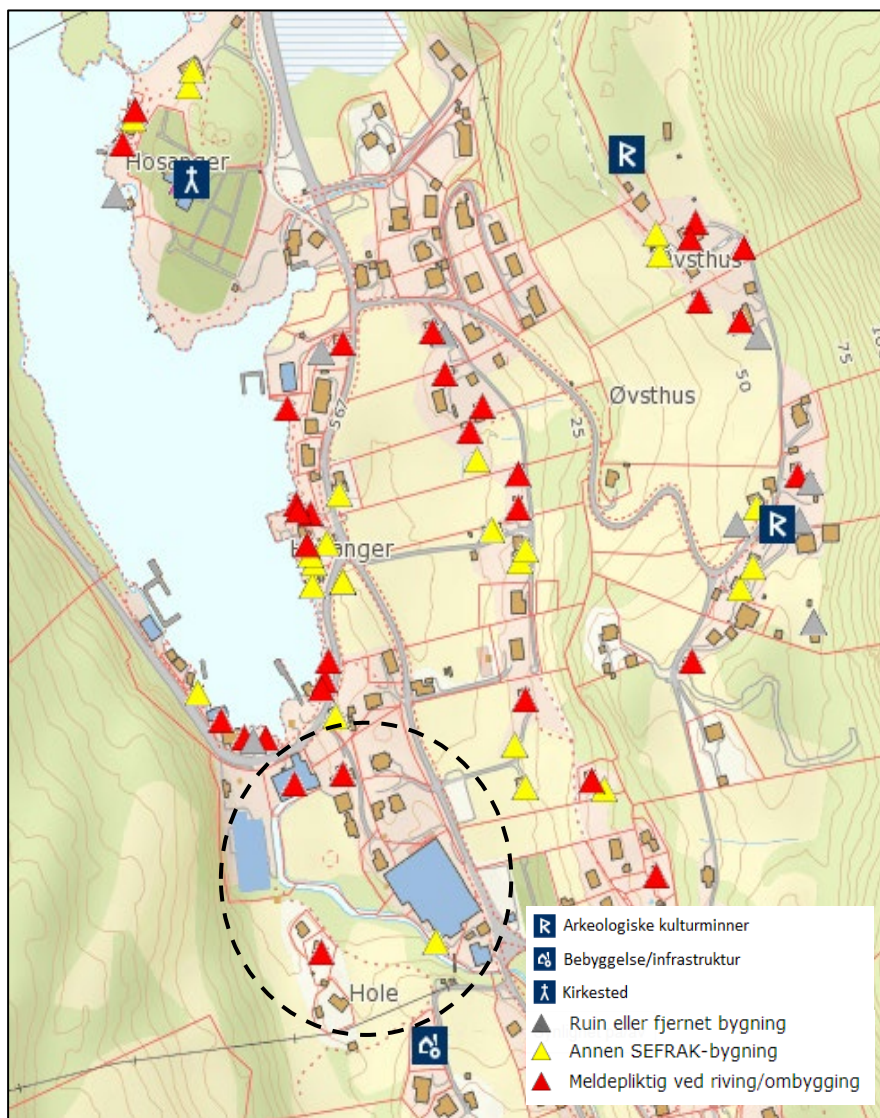 Hosanger
Øvsthus
Øvsthus
567
25
50
75
Hole
Arkeologiske kulturminner
Bebyggelse/infrastruktur
Kirkested
Ruin eller fjernet bygning
Annen SEFRAK-bygning
Meldepliktig ved riving/ombygging